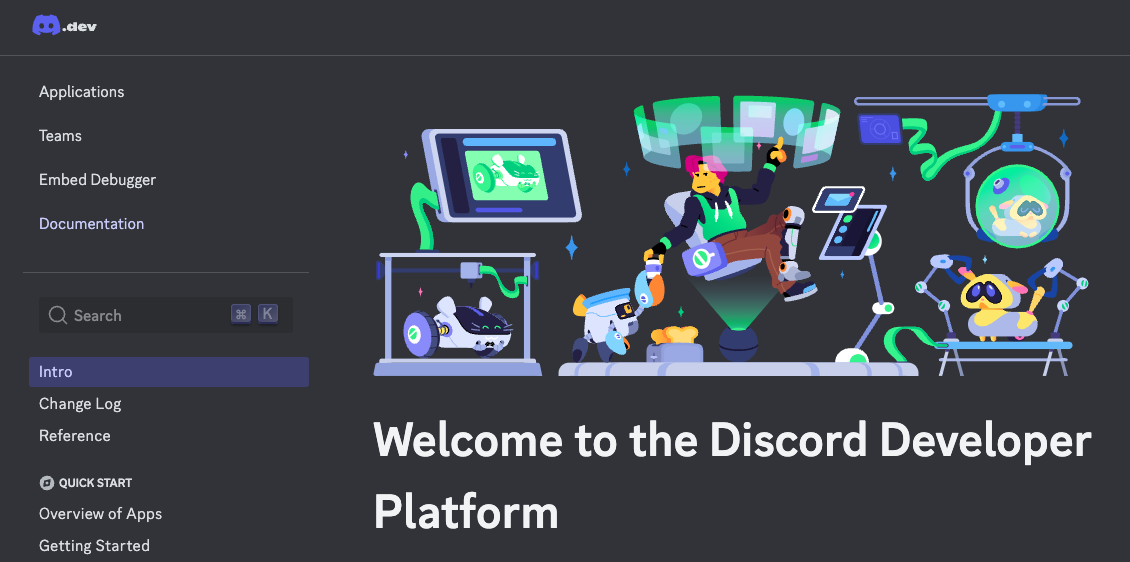 .dev
Applications
Teams
Embed Debugger
Documentation
Search ⌘ K
Intro
Change Log
Reference
QUICK START
Overview of Apps
Getting Started
Welcome to the Discord Developer
Platform